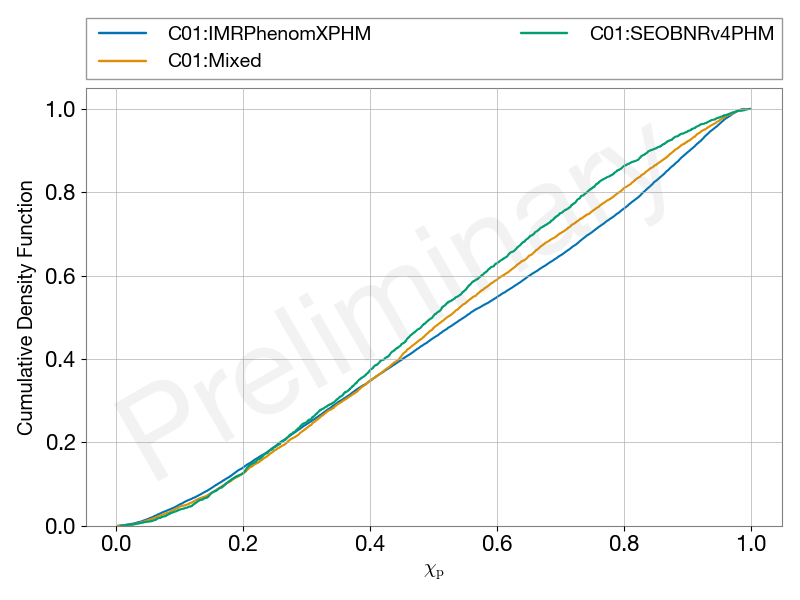 C01:IMRPhenomXPHM
C01:Mixed
C01:SEOBNRv4PHM
1.0
0.8
0.6
0.4
0.2
0.0
Cumulative Density Function
Preliminary
0.0 0.2 0.4 0.6 0.8 1.0
χp